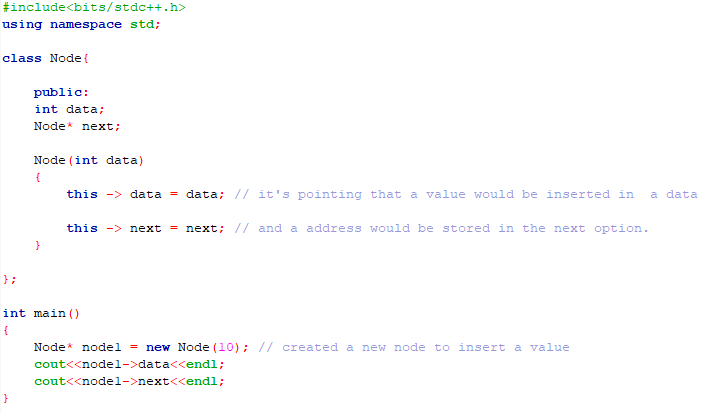 #include<bits/stdc++.h>
using namespace std;
class Node{
public:
int data;
Node* next;
Node(int data)
{
this -> data = data; // it's pointing that a value would be inserted in  a data
this -> next = next; // and a address would be stored in the next option.
}
};
int main()
{
Node* node1 = new Node(10); // created a new node to insert a value
cout<<node1->data<<endl;
cout<<node1->next<<endl;
}